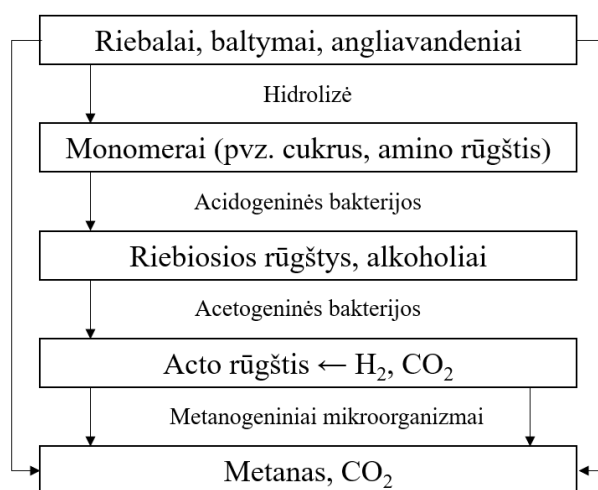 Riebalai, baltymai, angliavandeniai
Hidrolizė
Monomerai (pvz. cukrus, amino rūgštis)
Acidogeninės bakterijos
Riebiosios rūgštys, alkoholiai
Acetogeninės bakterijos
Acto rūgštis ← H₂, CO₂
Metanogeniniai mikroorganizmai
Metanas, CO₂